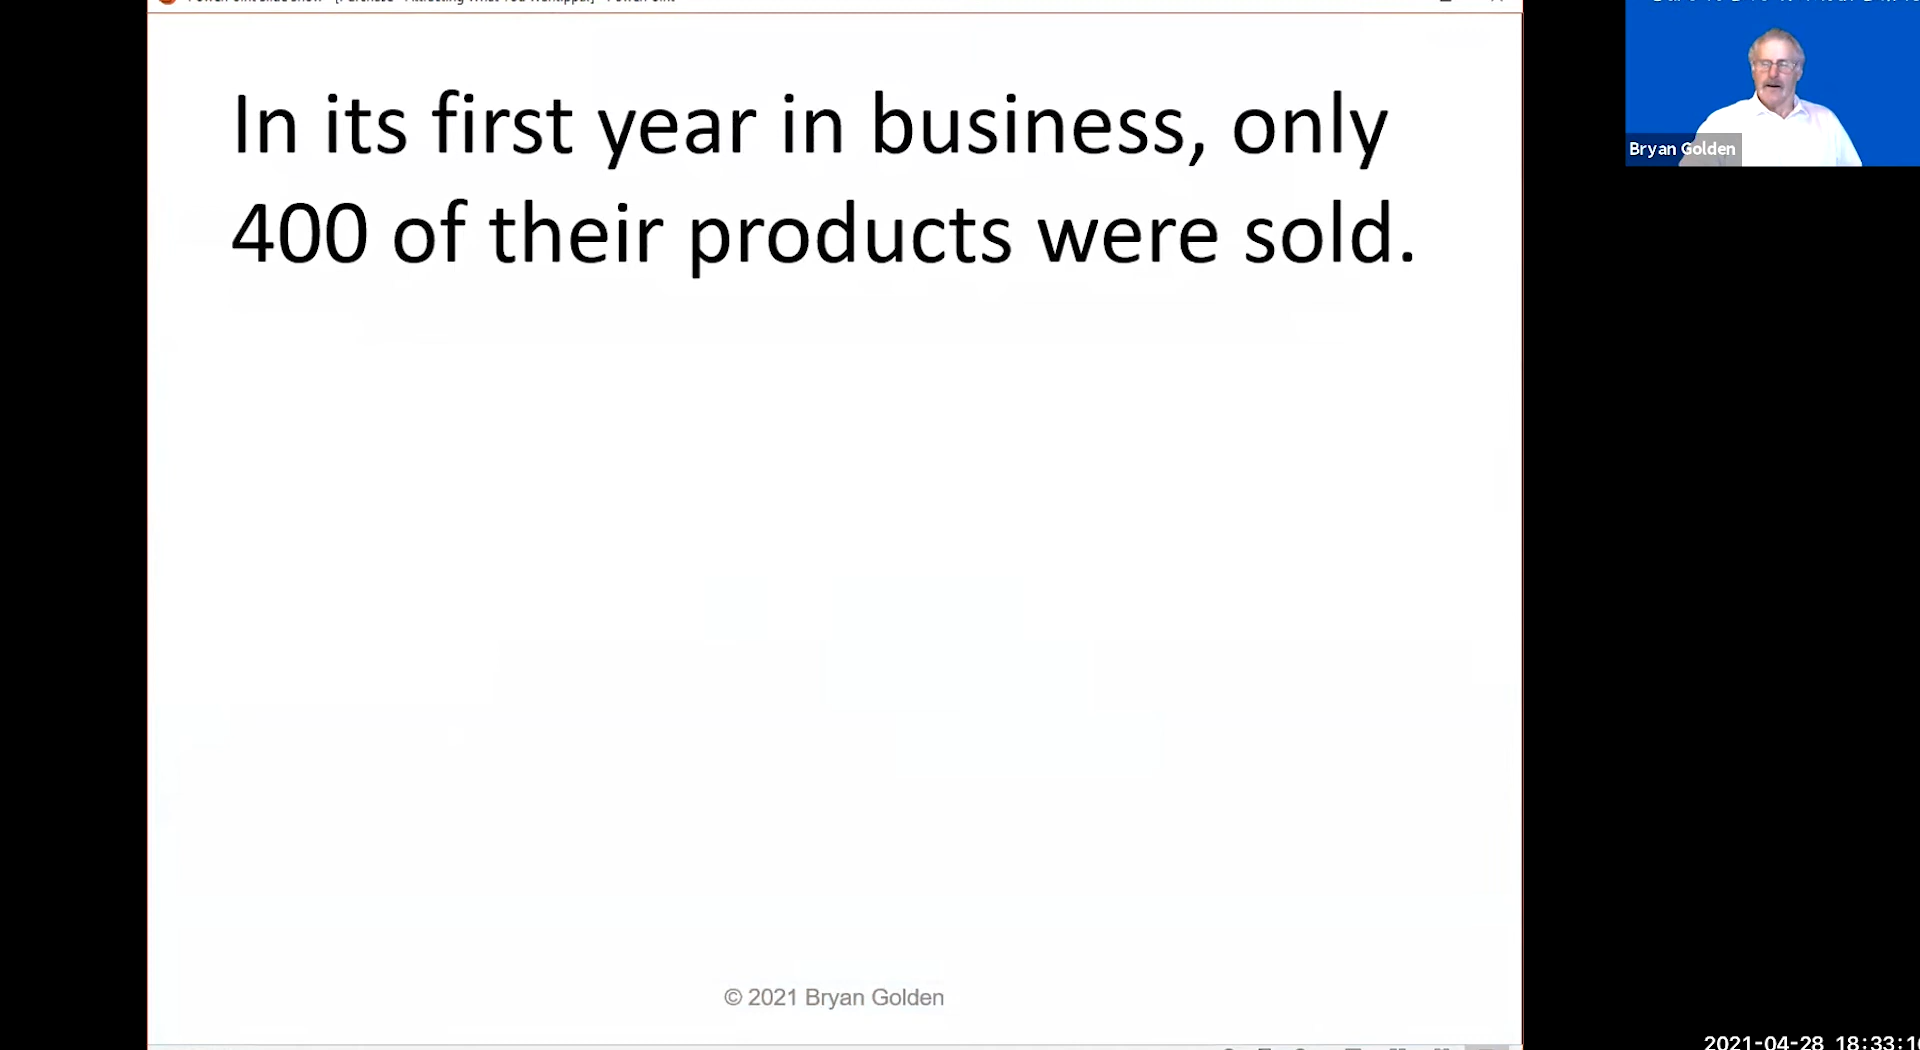 In its first year in business, only
400 of their products were sold.
Bryan Golden
© 2021 Bryan Golden
2021-04-28 18:33:1